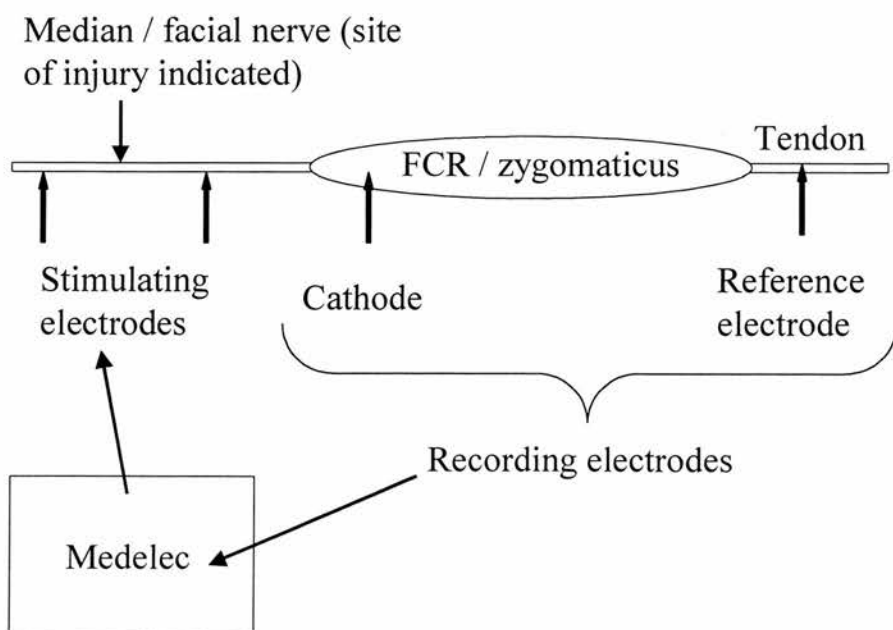 Median / facial nerve (site
of injury indicated)
Tendon
FCR / zygomaticus
Stimulating
electrodes
Cathode
Reference
electrode
Recording electrodes
Medelec